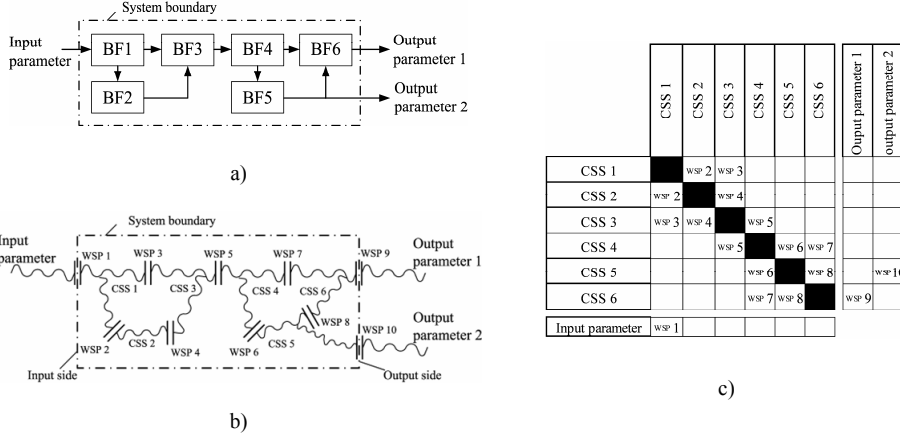 System boundary
Input
parameter
BF1
BF3
BF4
BF6
Output
parameter 1
BF2
BF5
Output
parameter 2
a)
System boundary
Input
parameter
WSP 1
WSP 3
WSP 5
WSP 7
WSP 9
Output
parameter 1
CSS 1
CSS 3
CSS 4
CSS 6
WSP 2
CSS 2
WSP 4
WSP 6
CSS 5
WSP 8
WSP 10
Output
parameter 2
Input side
Output side
b)
CSS 1
CSS 2
CSS 3
CSS 4
CSS 5
CSS 6
Ouput parameter 1
output parameter 2
CSS 1 WSP 2 WSP 3
CSS 2 WSP 2 WSP 4
CSS 3 WSP 3 WSP 4 WSP 5
CSS 4 WSP 5 WSP 6 WSP 7
CSS 5 WSP 6 WSP 8 WSP 10
CSS 6 WSP 7 WSP 8 WSP 9
Input parameter WSP 1
c)